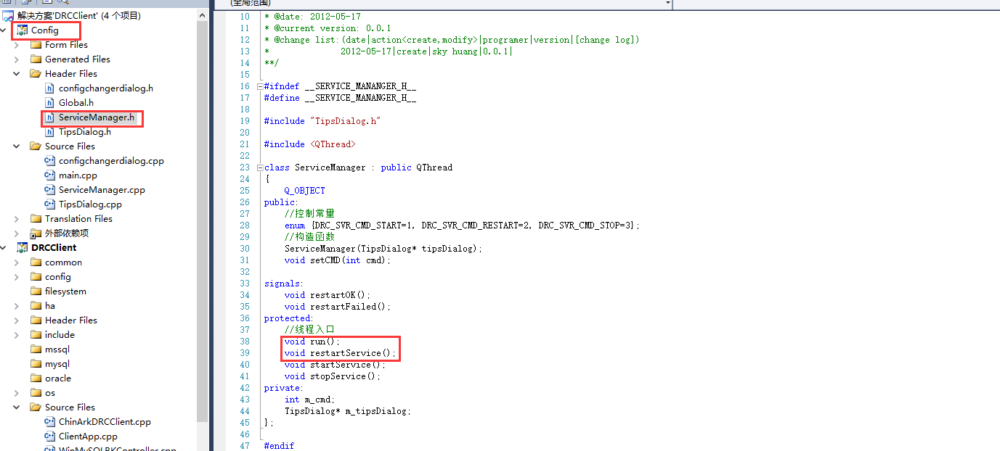 解决方案'DRCClient' (4 个项目)
Config
Form Files
Generated Files
Header Files
configchangerdialog.h
Global.h
ServiceManager.h
TipsDialog.h
Source Files
configchangerdialog.cpp
main.cpp
ServiceManager.cpp
TipsDialog.cpp
Translation Files
外部依赖项
DRCClient
common
config
filesystem
ha
Header Files
include
mssql
mysql
oracle
os
Source Files
ChinArkDRCClient.cpp
ClientApp.cpp
WinMySQLBKController.cpp
(全局范围)
10 * @date: 2012-05-17
11 * @current version: 0.0.1
12 * @change list:(date|action<create,modify>|programer|version|[change log])
13 * 2012-05-17|create|sky huang|0.0.1|
14 **/
15
16 #ifndef __SERVICE_MANANGER_H__
17 #define __SERVICE_MANANGER_H__
18
19 #include "TipsDialog.h"
20
21 #include <QThread>
22
23 class ServiceManager : public QThread
24 {
25 Q_OBJECT
26 public:
27 //控制常量
28 enum {DRC_SVR_CMD_START=1, DRC_SVR_CMD_RESTART=2, DRC_SVR_CMD_STOP=3};
29 //构造函数
30 ServiceManager(TipsDialog* tipsDialog);
31 void setCMD(int cmd);
32
33 signals:
34 void restartOK();
35 void restartFailed();
36 protected:
37 //线程入口
38 void run();
39 void restartService();
40 void startService();
41 void stopService();
42 private:
43 int m_cmd;
44 TipsDialog* m_tipsDialog;
45 };
46
47 #endif